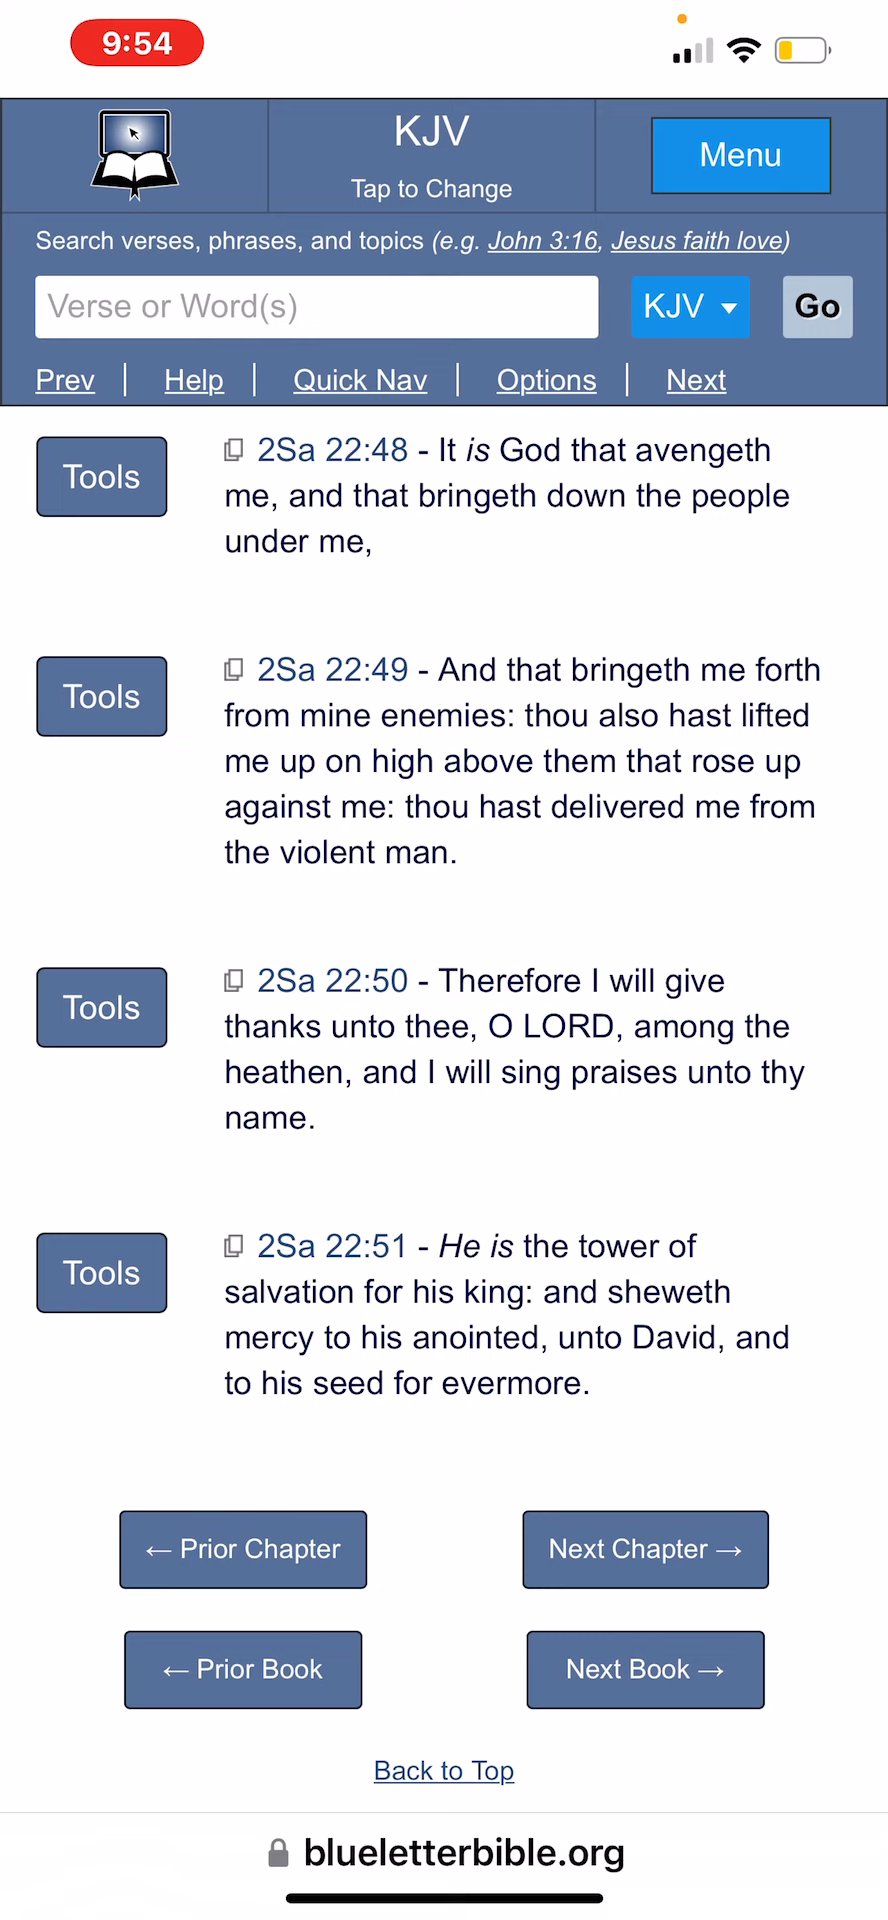 9:54
KJV
Tap to Change
Menu
Search verses, phrases, and topics (e.g. John 3:16, Jesus faith love)
Verse or Word(s)
KJV
Go
Prev | Help | Quick Nav | Options | Next
Tools
2Sa 22:48 - It is God that avengeth
me, and that bringeth down the people
under me,
Tools
2Sa 22:49 - And that bringeth me forth
from mine enemies: thou also hast lifted
me up on high above them that rose up
against me: thou hast delivered me from
the violent man.
Tools
2Sa 22:50 - Therefore I will give
thanks unto thee, O LORD, among the
heathen, and I will sing praises unto thy
name.
Tools
2Sa 22:51 - He is the tower of
salvation for his king: and sheweth
mercy to his anointed, unto David, and
to his seed for evermore.
← Prior Chapter
Next Chapter →
← Prior Book
Next Book →
Back to Top
blueletterbible.org